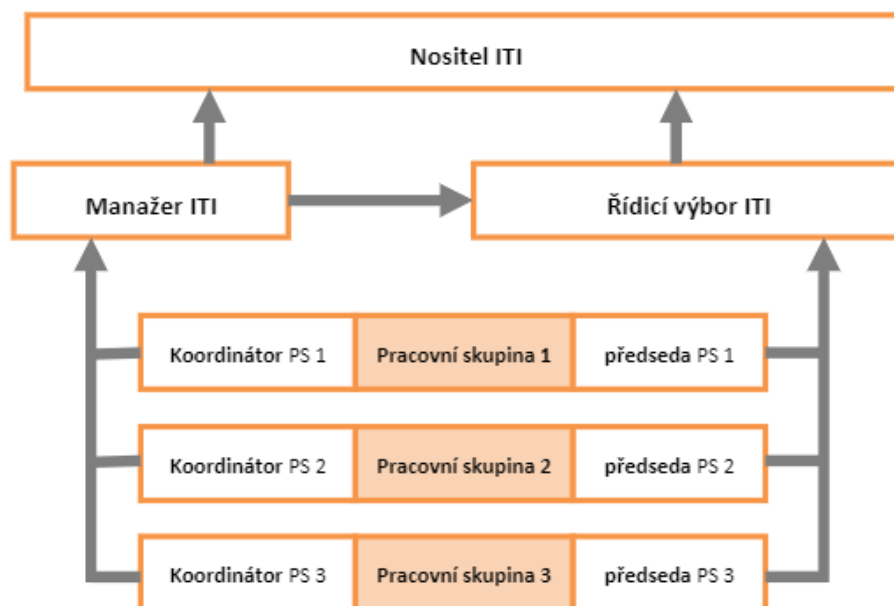 Nositel ITI
Manažer ITI
Řídicí výbor ITI
Koordinátor PS 1
Pracovní skupina 1
předseda PS 1
Koordinátor PS 2
Pracovní skupina 2
předseda PS 2
Koordinátor PS 3
Pracovní skupina 3
předseda PS 3